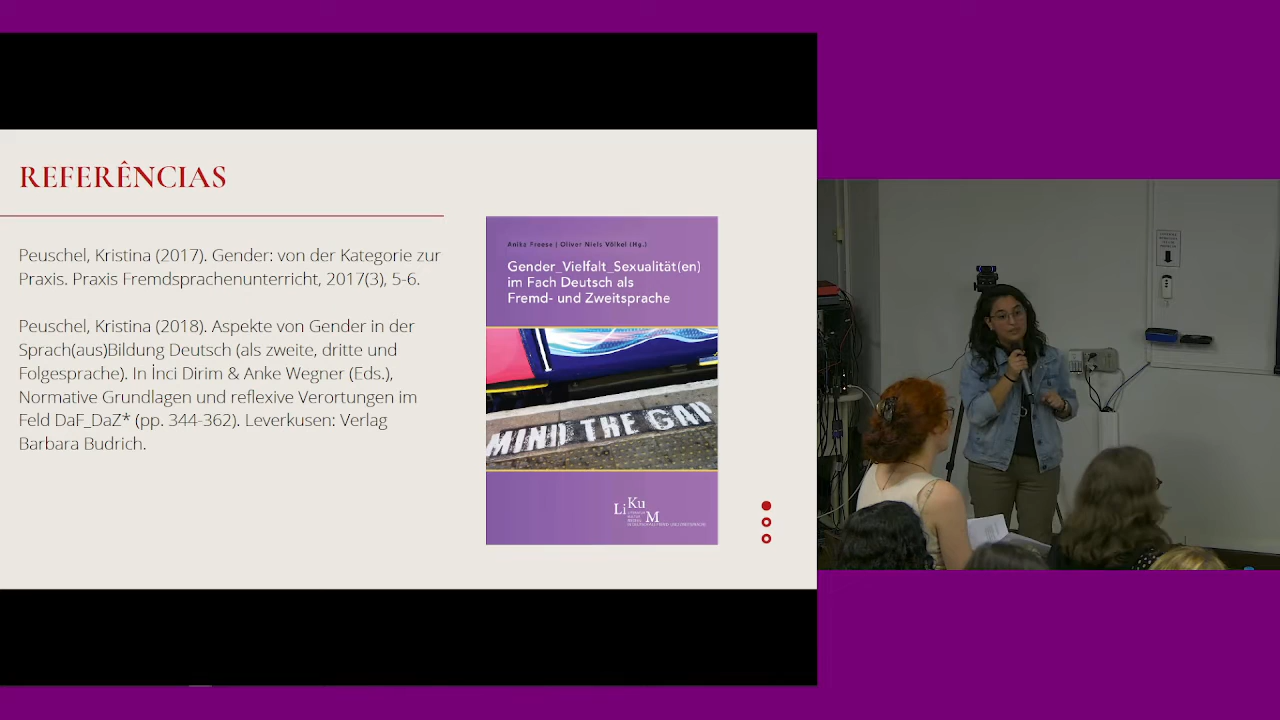 REFERÊNCIAS
Peuschel, Kristina (2017). Gender: von der Kategorie zur
Praxis. Praxis Fremdsprachenunterricht, 2017(3), 5-6.
Peuschel, Kristina (2018). Aspekte von Gender in der
Sprach(aus)Bildung Deutsch (als zweite, dritte und
Folgesprache). In İnci Dirim & Anke Wegner (Eds.),
Normative Grundlagen und reflexive Verortungen im
Feld DaF_DaZ* (pp. 344-362). Leverkusen: Verlag
Barbara Budrich.
Oliver Niels Völkel (Hg.)
Gender_Vielfalt_Sexualität(en)
im Fach Deutsch als
Fremd- und Zweitsprache
MIND THE GAP
LiKuM